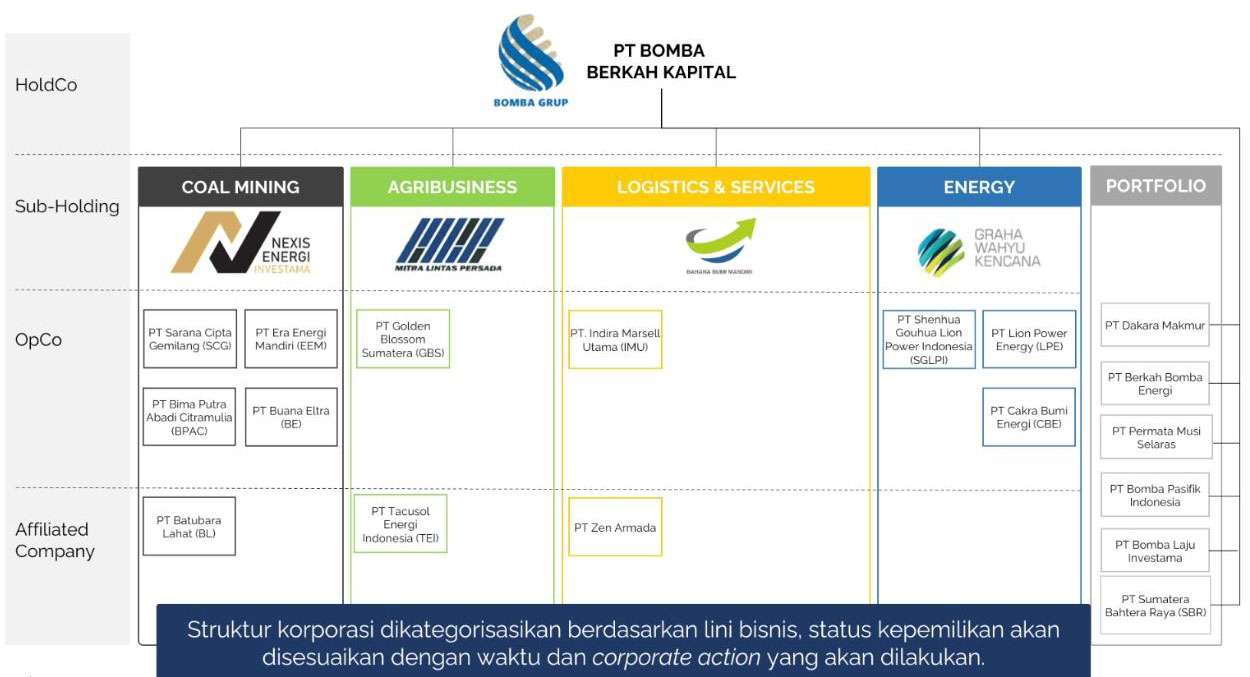 BOMBA GRUP
PT BOMBA
BERKAH KAPITAL
HoldCo
Sub-Holding
OpCo
Affiliated
Company
COAL MINING
NEXIS
ENERGI
INVESTAMA
PT Sarana Cipta
Gemilang (SCG)
PT Era Energi
Mandiri (EEM)
PT Bima Putra
Abadi Citramulia
(BPAC)
PT Buana Eltra
(BE)
PT Batubara
Lahat (BL)
AGRIBUSINESS
MITRA LINTAS PERSADA
PT Golden
Blossom
Sumatera (GBS)
PT Tacusol
Energi
Indonesia (TEI)
LOGISTICS & SERVICES
BAHARA BUMI MANDIRI
PT. Indira Marsell
Utama (IMU)
PT Zen Armada
ENERGY
GRAHA
WAHYU
KENCANA
PT Shenhua
Gouhua Lion
Power Indonesia
(SGLPI)
PT Lion Power
Energy (LPE)
PT Cakra Bumi
Energi (CBE)
PORTFOLIO
PT Dakara Makmur
PT Berkah Bomba
Energi
PT Permata Musi
Selaras
PT Bomba Pasifik
Indonesia
PT Bomba Laju
Investama
PT Sumatera
Bahtera Raya (SBR)
Struktur korporasi dikategorisasikan berdasarkan lini bisnis, status kepemilikan akan
disesuaikan dengan waktu dan corporate action yang akan dilakukan.